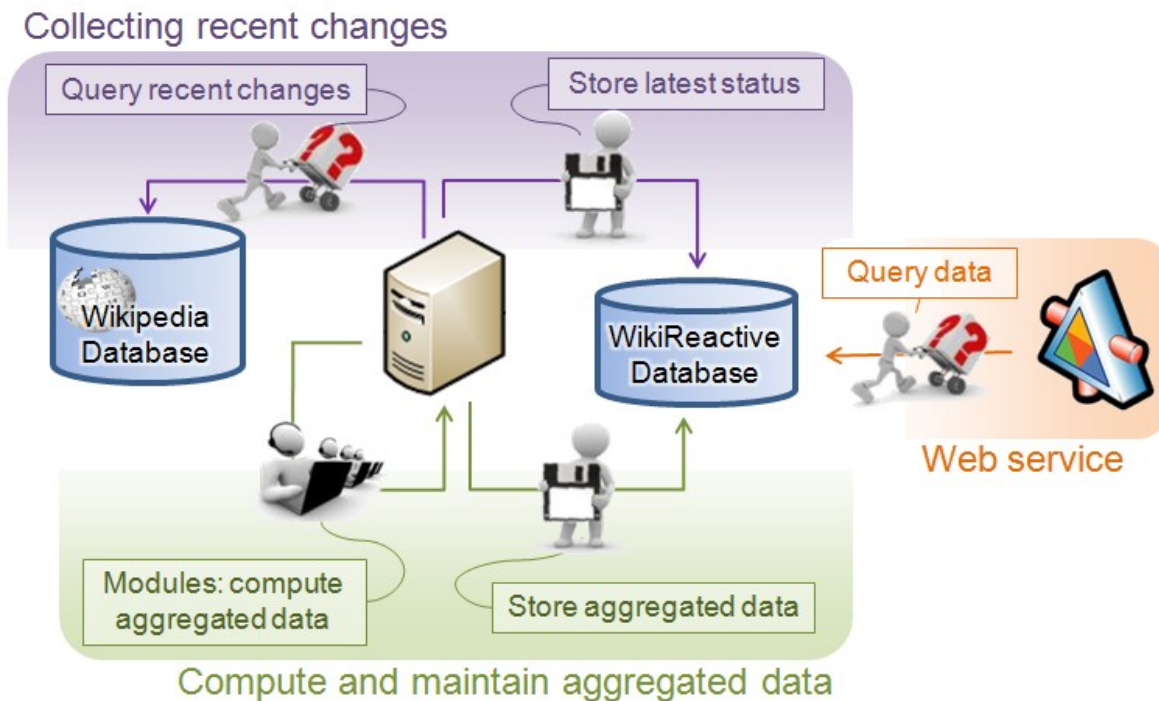 Collecting recent changes
Query recent changes
Store latest status
Query data
Wikipedia
Database
WikiReactive
Database
Web service
Modules: compute
aggregated data
Store aggregated data
Compute and maintain aggregated data